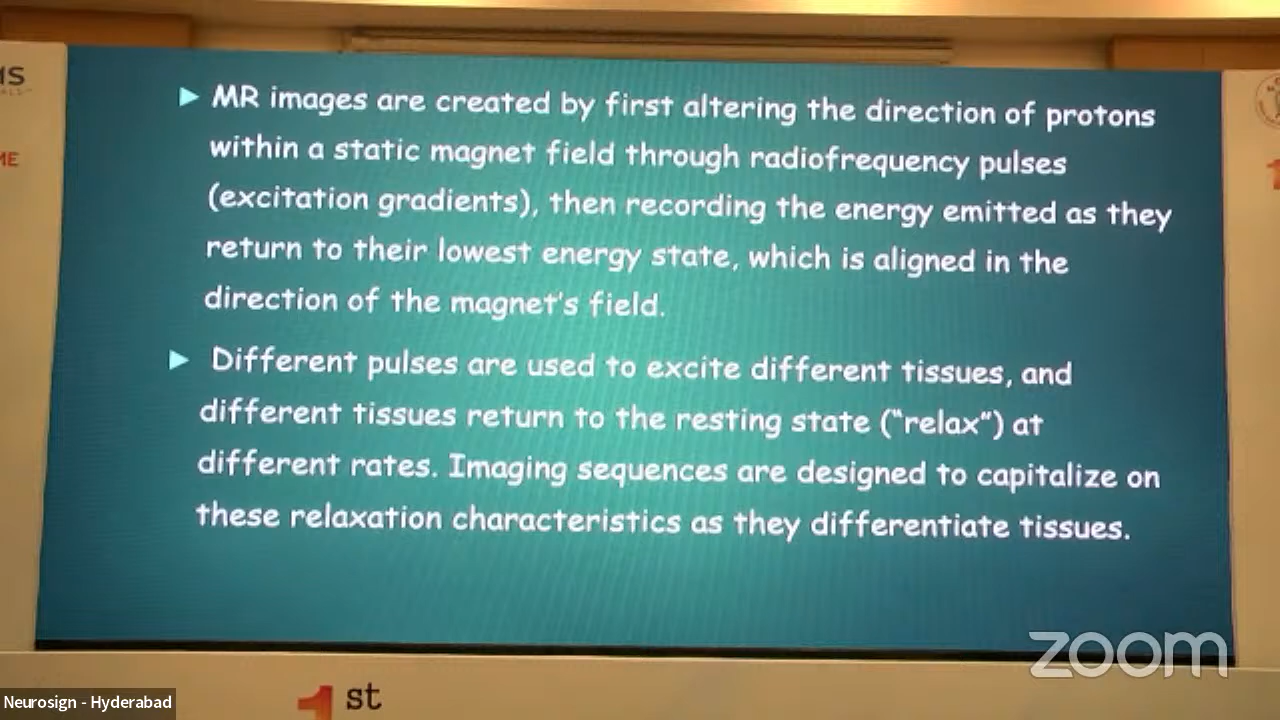 MS
ME
MR images are created by first altering the direction of protons
within a static magnet field through radiofrequency pulses
(excitation gradients), then recording the energy emitted as they
return to their lowest energy state, which is aligned in the
direction of the magnet's field.
Different pulses are used to excite different tissues, and
different tissues return to the resting state ("relax") at
different rates. Imaging sequences are designed to capitalize on
these relaxation characteristics as they differentiate tissues.
zoom
Neurosign - Hyderabad
1st